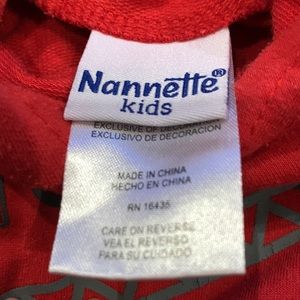 Nannette®
kids
EXCLUSIVE OF DECORATION
EXCLUSIVO DE DECORACION
MADE IN CHINA
HECHO EN CHINA
RN 16435
CARE ON REVERSE
VEA EL REVERSO
PARA SU CUIDADO